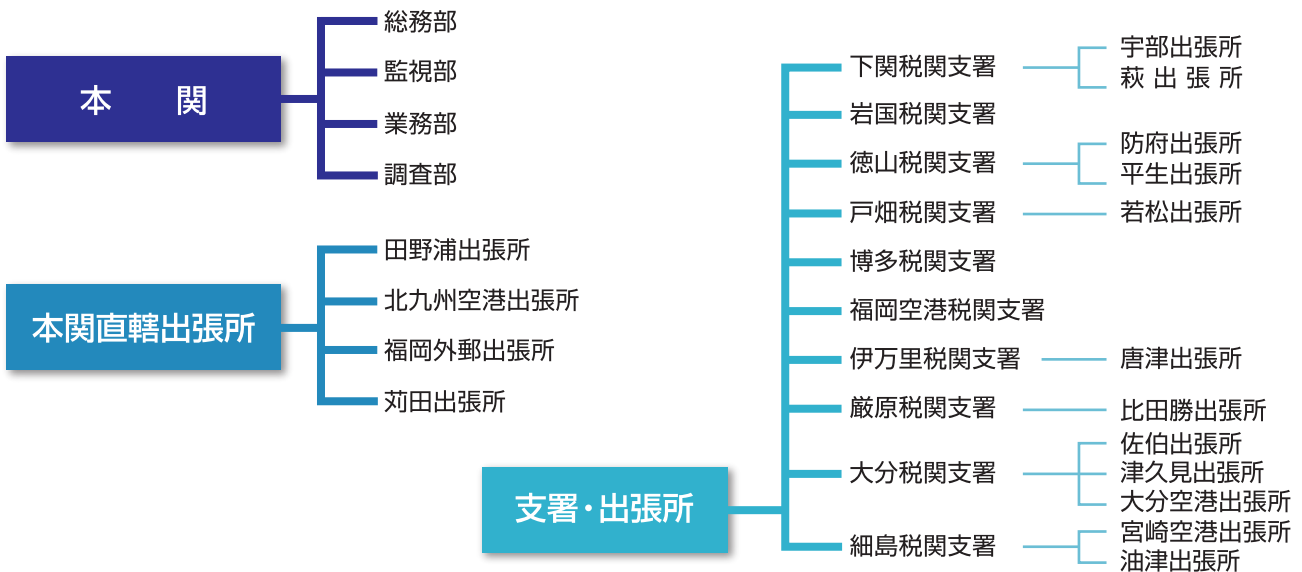 本　関
総務部
監視部
業務部
調査部
本関直轄出張所
田野浦出張所
北九州空港出張所
福岡外郵出張所
苅田出張所
支署・出張所
下関税関支署
宇部出張所
萩出張所
岩国税関支署
徳山税関支署
防府出張所
平生出張所
戸畑税関支署
若松出張所
博多税関支署
福岡空港税関支署
伊万里税関支署
唐津出張所
厳原税関支署
比田勝出張所
大分税関支署
佐伯出張所
津久見出張所
大分空港出張所
細島税関支署
宮崎空港出張所
油津出張所